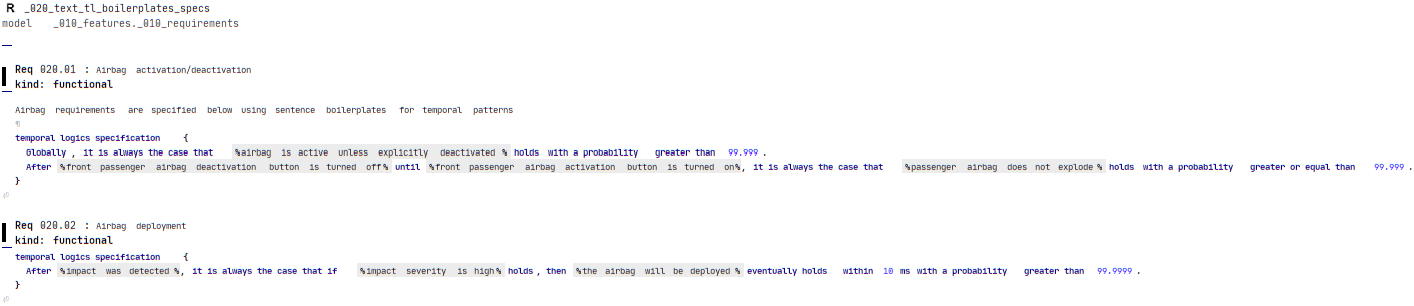 R _020_text_tl_boilerplates_specs
model _010_features._010_requirements
Req 020.01 : Airbag activation/deactivation
kind: functional
Airbag requirements are specified below using sentence boilerplates for temporal patterns
¶
temporal logics specification {
Globally, it is always the case that %airbag is active unless explicitly deactivated % holds with a probability greater than 99.999 .
After %front passenger airbag deactivation button is turned off% until %front passenger airbag activation button is turned on%, it is always the case that %passenger airbag does not explode% holds with a probability greater or equal than 99.999 .
}
Req 020.02 : Airbag deployment
kind: functional
temporal logics specification {
After %impact was detected %, it is always the case that if %impact severity is high% holds, then %the airbag will be deployed % eventually holds within 10 ms with a probability greater than 99.9999 .
}